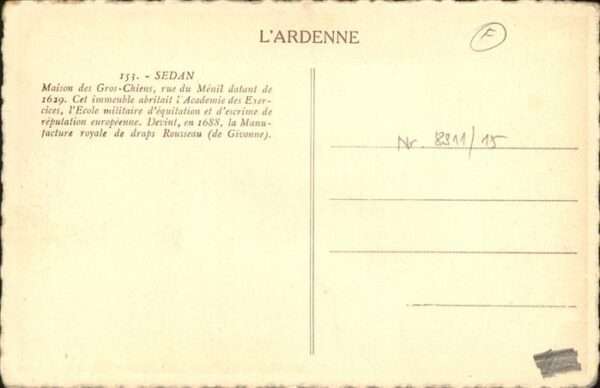 L'ARDENNE
F
153. - SEDAN
Maison des Gros-Chiens, rue du Ménil datant de
1629. Cet immeuble abritait l'Academie des Exer-
cices, l'Ecole militaire d'équitation et d'escrime de
réputation européenne. Devint, en 1688, la Manu-
facture royale de draps Rousseau (de Givonne).
Nr. 8911/15